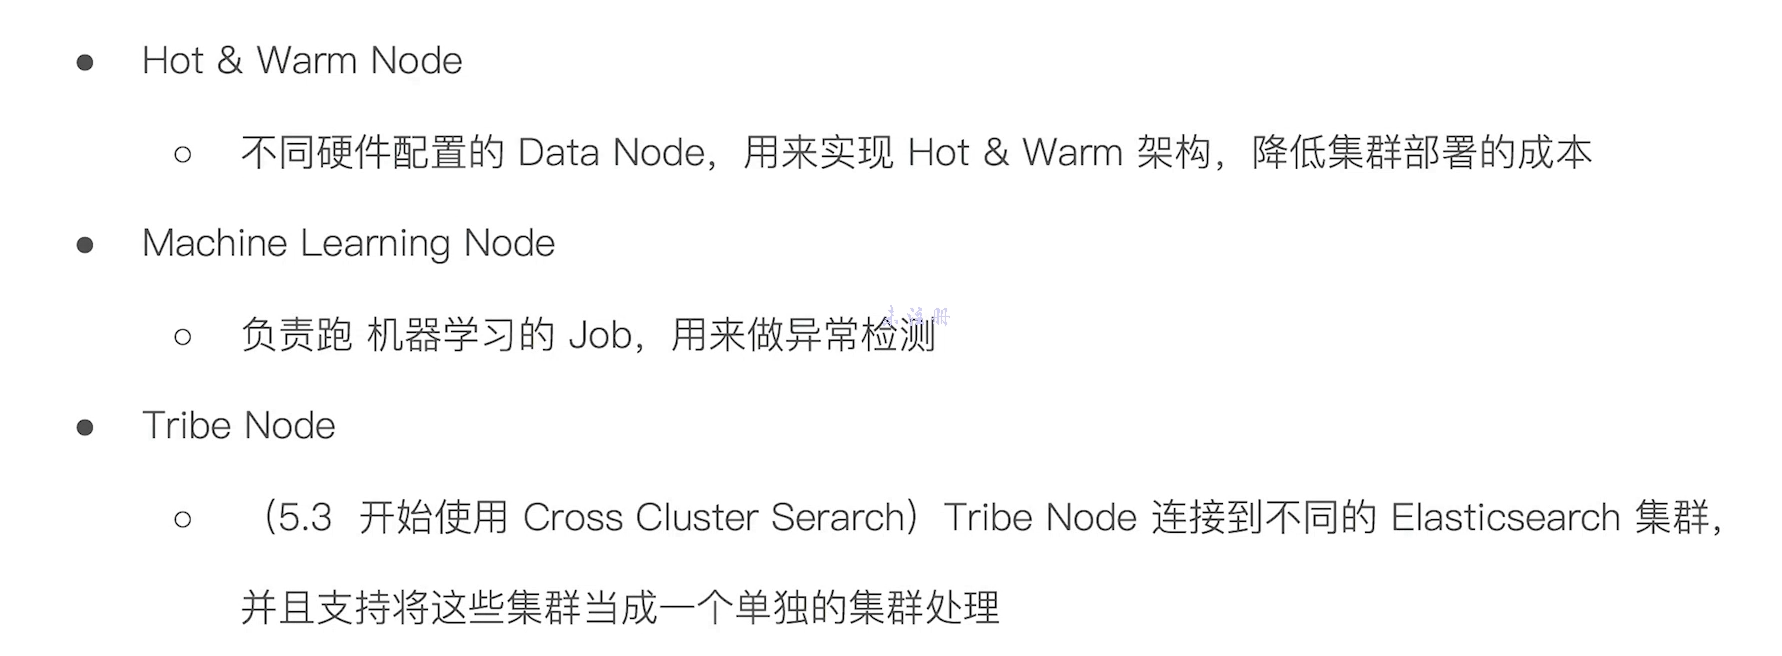 ● Hot & Warm Node
○ 不同硬件配置的 Data Node，用来实现 Hot & Warm 架构，降低集群部署的成本
● Machine Learning Node
○ 负责跑 机器学习的 Job，用来做异常检测
未注册
● Tribe Node
○ （5.3 开始使用 Cross Cluster Serarch）Tribe Node 连接到不同的 Elasticsearch 集群，
并且支持将这些集群当成一个单独的集群处理